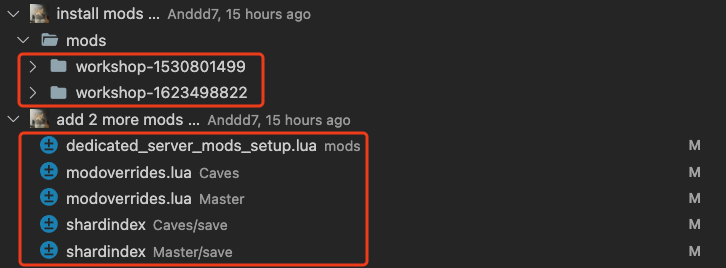 install mods ... Anddd7, 15 hours ago
mods
workshop-1530801499
workshop-1623498822
add 2 more mods ... Anddd7, 15 hours ago
dedicated_server_mods_setup.lua mods M
modoverrides.lua Caves M
modoverrides.lua Master M
shardindex Caves/save M
shardindex Master/save M